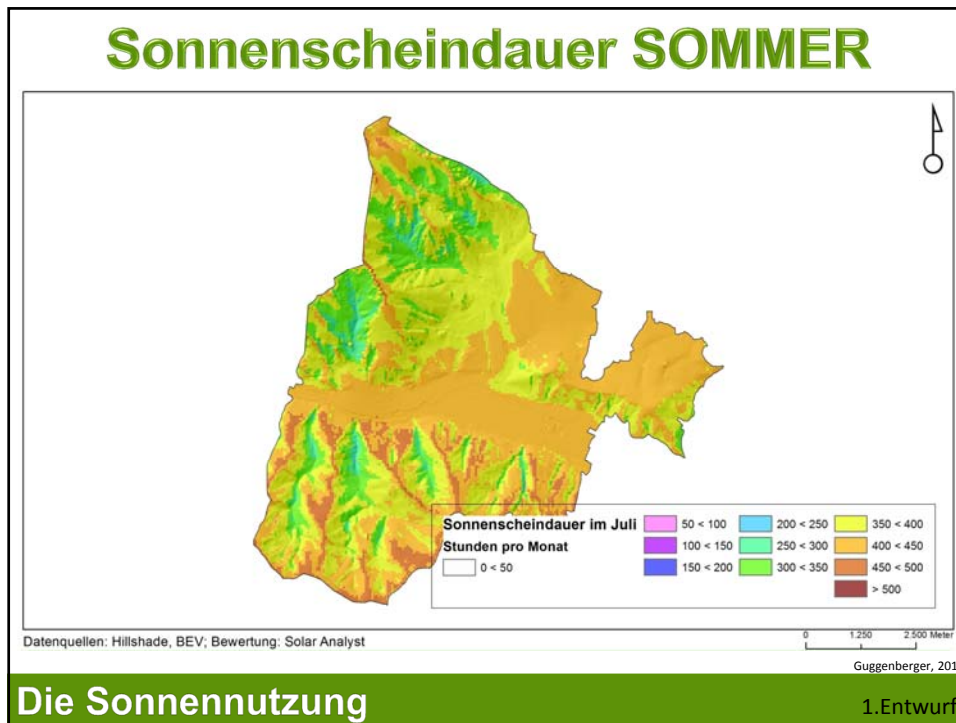 Sonnenscheindauer SOMMER
Sonnenscheindauer im Juli
Stunden pro Monat
0 < 50
50 < 100
100 < 150
150 < 200
200 < 250
250 < 300
300 < 350
350 < 400
400 < 450
450 < 500
> 500
Datenquellen: Hillshade, BEV; Bewertung: Solar Analyst
0 1.250 2.500 Meter
Guggenberger, 201
Die Sonnennutzung
1.Entwurf